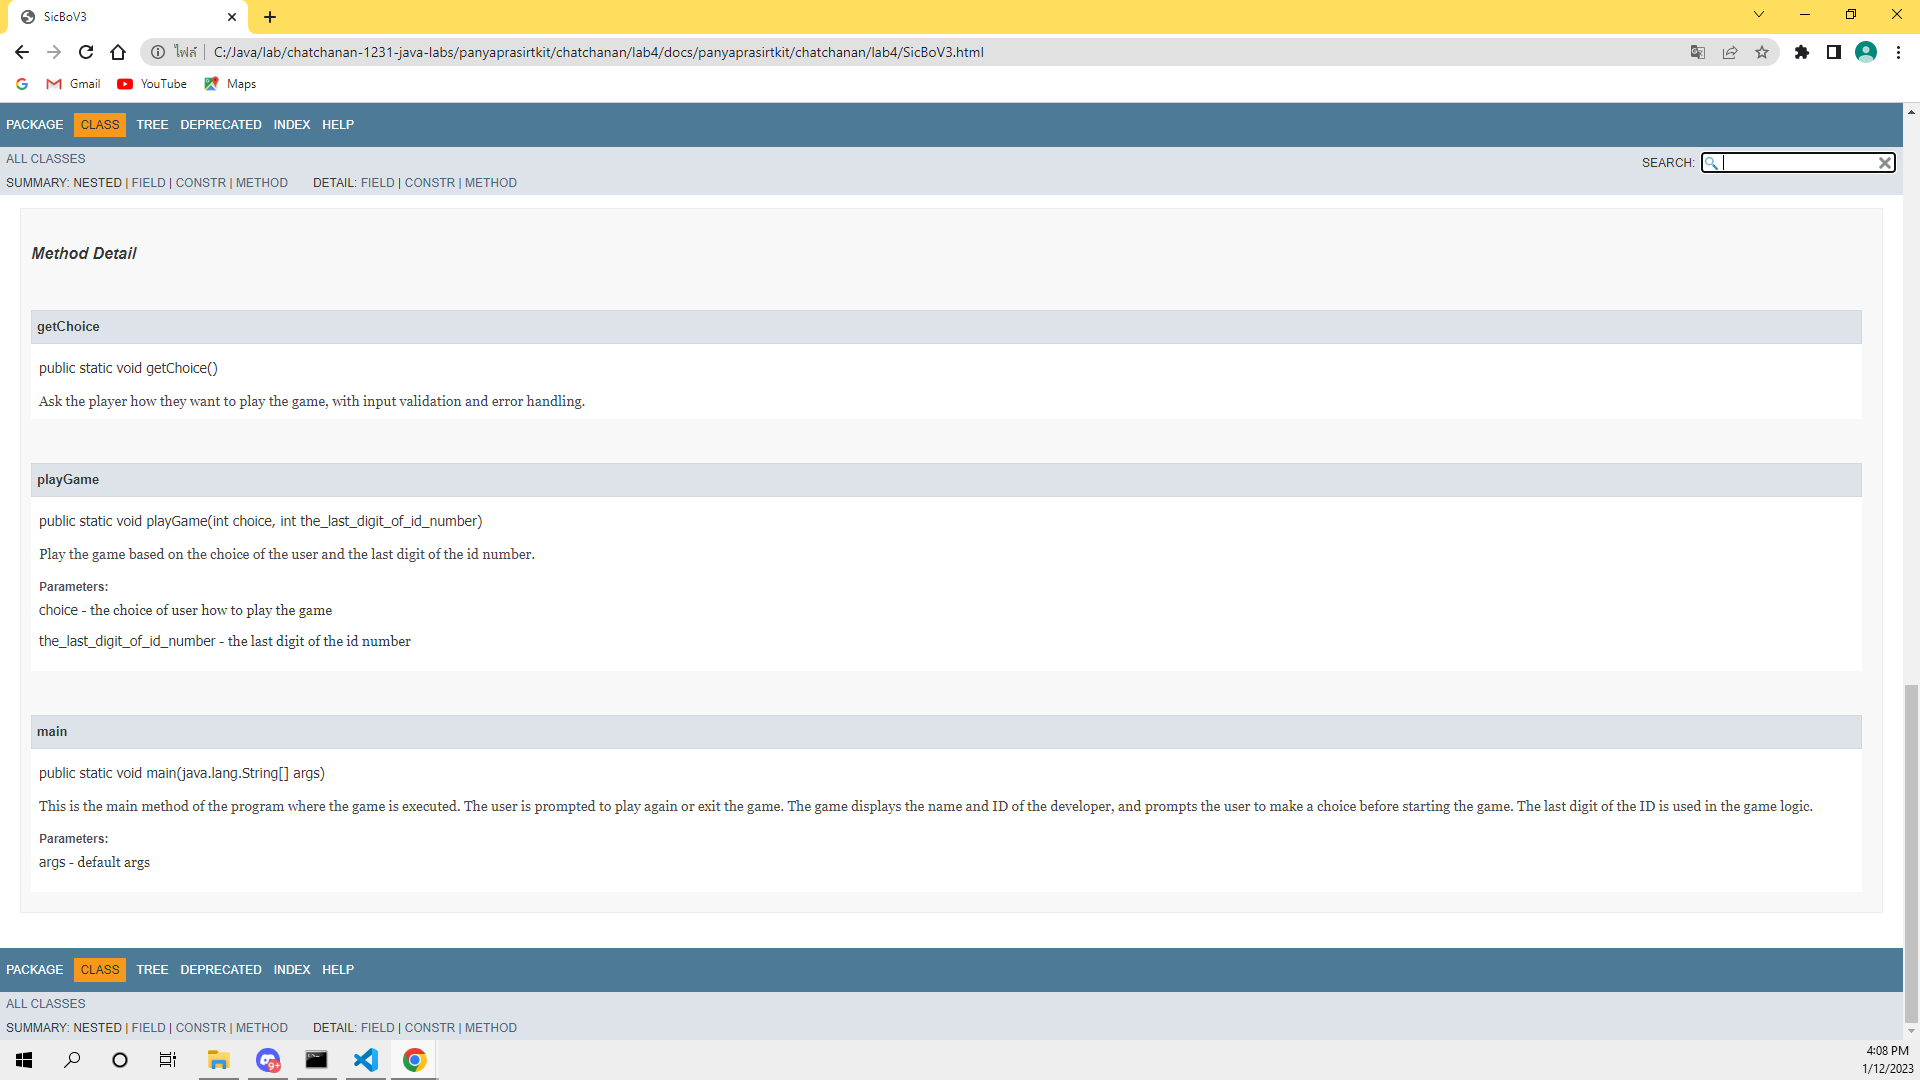 SicBoV3
ไฟล์ C:/Java/lab/chatchanan-1231-java-labs/panyaprasirtkit/chatchanan/lab4/docs/panyaprasirtkit/chatchanan/lab4/SicBoV3.html
Gmail YouTube Maps
PACKAGE CLASS TREE DEPRECATED INDEX HELP
ALL CLASSES
SEARCH:
SUMMARY: NESTED | FIELD | CONSTR | METHOD DETAIL: FIELD | CONSTR | METHOD
Method Detail
getChoice
public static void getChoice()
Ask the player how they want to play the game, with input validation and error handling.
playGame
public static void playGame(int choice, int the_last_digit_of_id_number)
Play the game based on the choice of the user and the last digit of the id number.
Parameters:
choice - the choice of user how to play the game
the_last_digit_of_id_number - the last digit of the id number
main
public static void main(java.lang.String[] args)
This is the main method of the program where the game is executed. The user is prompted to play again or exit the game. The game displays the name and ID of the developer, and prompts the user to make a choice before starting the game. The last digit of the ID is used in the game logic.
Parameters:
args - default args
PACKAGE CLASS TREE DEPRECATED INDEX HELP
ALL CLASSES
SUMMARY: NESTED | FIELD | CONSTR | METHOD DETAIL: FIELD | CONSTR | METHOD
9+
4:08 PM
1/12/2023